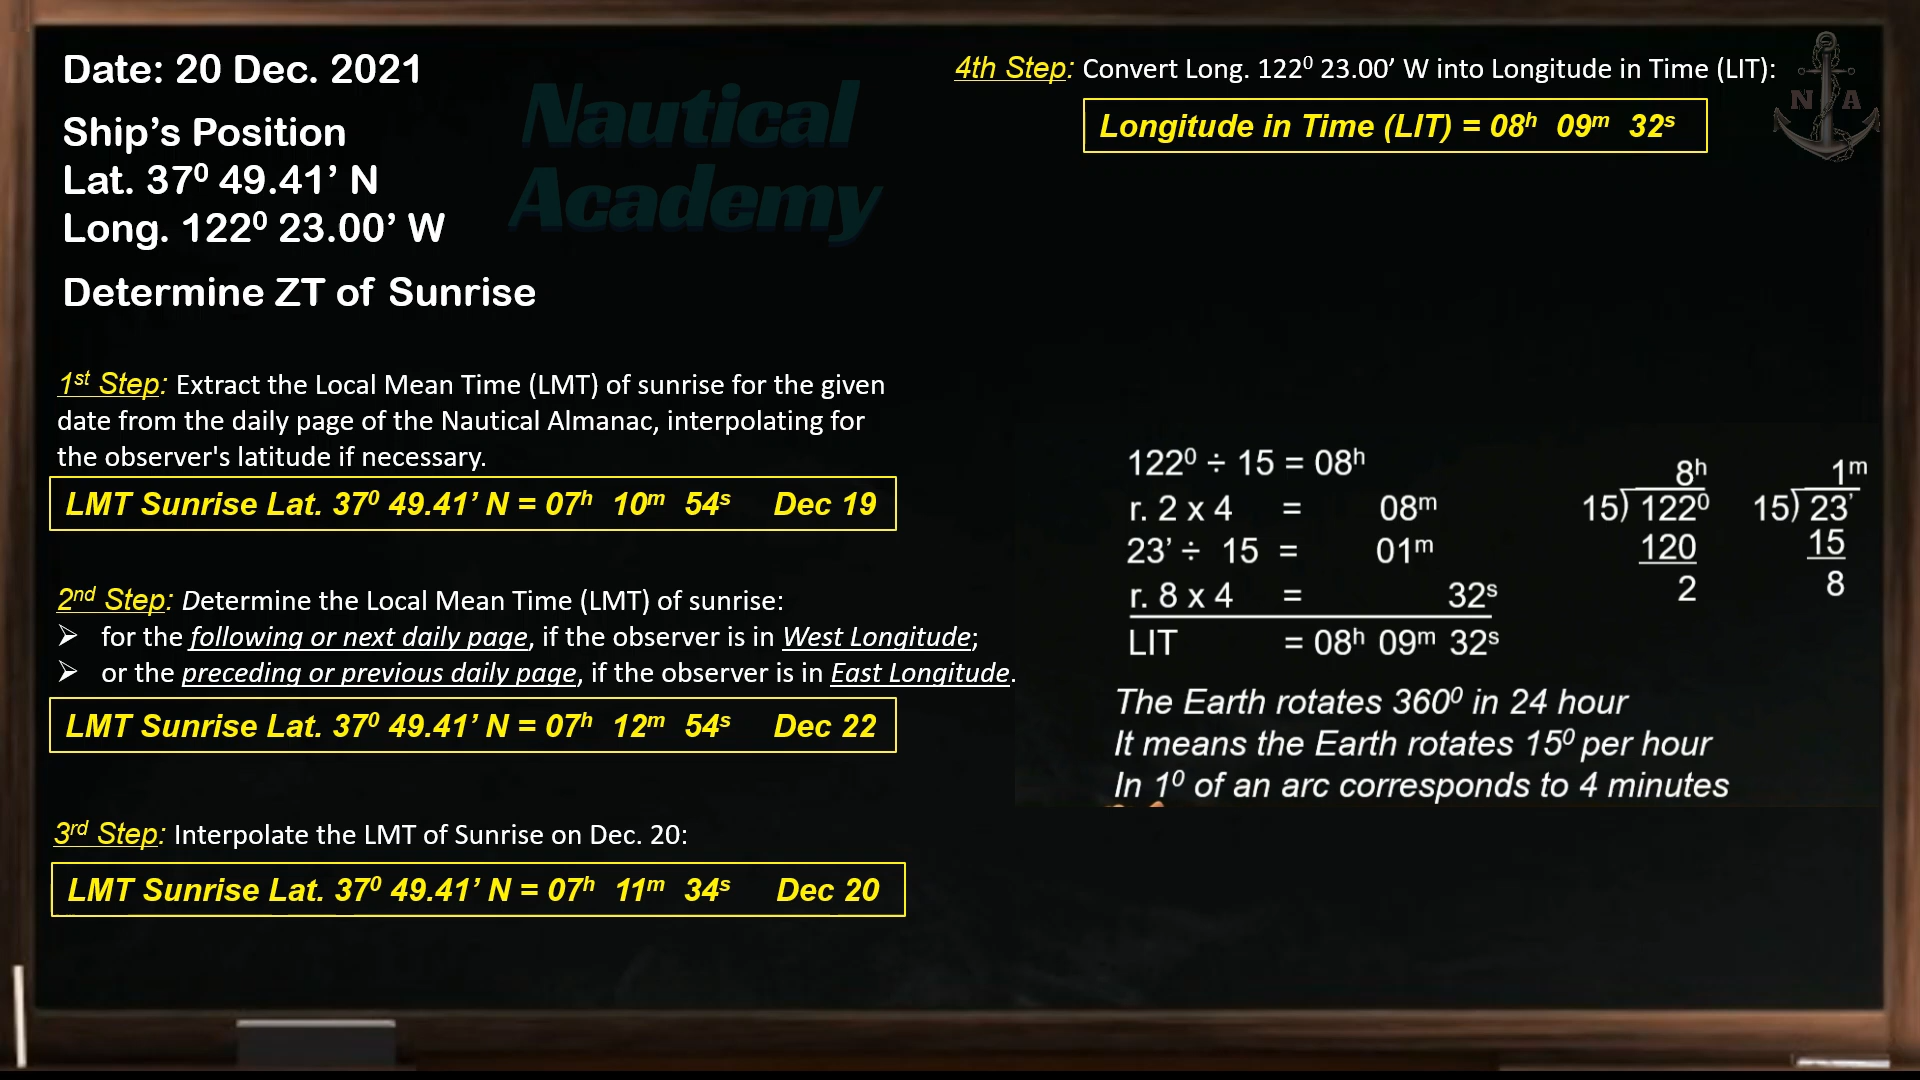 Date: 20 Dec. 2021
Ship’s Position
Lat. 37⁰ 49.41’ N
Long. 122⁰ 23.00’ W
Determine ZT of Sunrise
Nautical
Academy
1st Step: Extract the Local Mean Time (LMT) of sunrise for the given
date from the daily page of the Nautical Almanac, interpolating for
the observer's latitude if necessary.
LMT Sunrise Lat. 37⁰ 49.41’ N = 07ʰ 10ᵐ 54ˢ Dec 19
2nd Step: Determine the Local Mean Time (LMT) of sunrise:
➢ for the following or next daily page, if the observer is in West Longitude;
➢ or the preceding or previous daily page, if the observer is in East Longitude.
LMT Sunrise Lat. 37⁰ 49.41’ N = 07ʰ 12ᵐ 54ˢ Dec 22
3rd Step: Interpolate the LMT of Sunrise on Dec. 20:
LMT Sunrise Lat. 37⁰ 49.41’ N = 07ʰ 11ᵐ 34ˢ Dec 20
4th Step: Convert Long. 122⁰ 23.00’ W into Longitude in Time (LIT):
N A
Longitude in Time (LIT) = 08ʰ 09ᵐ 32ˢ
122⁰ ÷ 15 = 08ʰ
r. 2 x 4 = 08ᵐ
23’ ÷ 15 = 01ᵐ
r. 8 x 4 = 32ˢ
LIT = 08ʰ 09ᵐ 32ˢ
8ʰ
15) 122⁰
120
2
1ᵐ
15) 23’
15
8
The Earth rotates 360⁰ in 24 hour
It means the Earth rotates 15⁰ per hour
In 1⁰ of an arc corresponds to 4 minutes